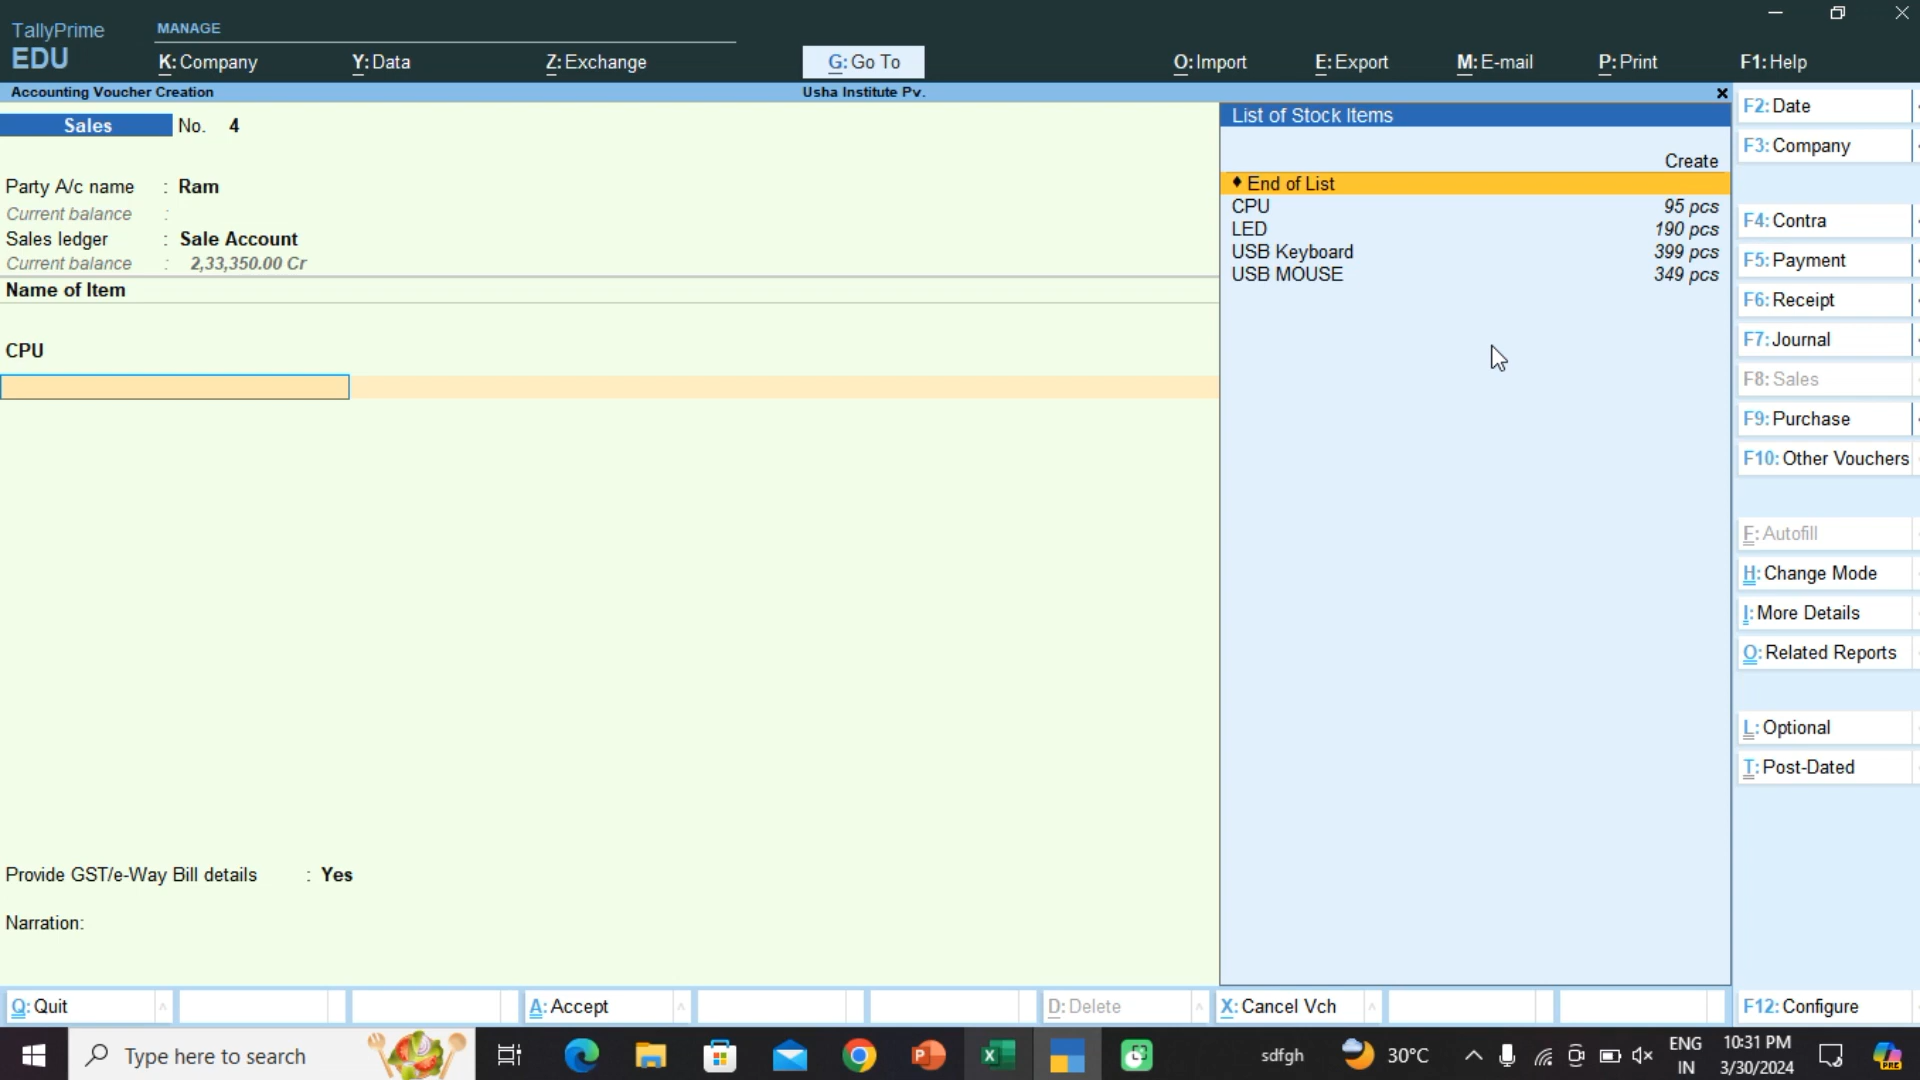 TallyPrime
EDU
MANAGE
K: Company
Y: Data
Z: Exchange
G: Go To
O: Import
E: Export
M: E-mail
P: Print
F1: Help
Accounting Voucher Creation
Usha Institute Pv.
Sales No. 4
Party A/c name : Ram
Current balance :
Sales ledger : Sale Account
Current balance : 2,33,350.00 Cr
Name of Item
CPU
Provide GST/e-Way Bill details : Yes
Narration:
List of Stock Items
Create
♦ End of List
CPU 95 pcs
LED 190 pcs
USB Keyboard 399 pcs
USB MOUSE 349 pcs
F2: Date
F3: Company
F4: Contra
F5: Payment
F6: Receipt
F7: Journal
F8: Sales
F9: Purchase
F10: Other Vouchers
F: Autofill
H: Change Mode
I: More Details
O: Related Reports
L: Optional
T: Post-Dated
F12: Configure
Q: Quit
A: Accept
D: Delete
X: Cancel Vch
Type here to search
sdfgh
30°C
ENG
IN
10:31 PM
3/30/2024
PRE